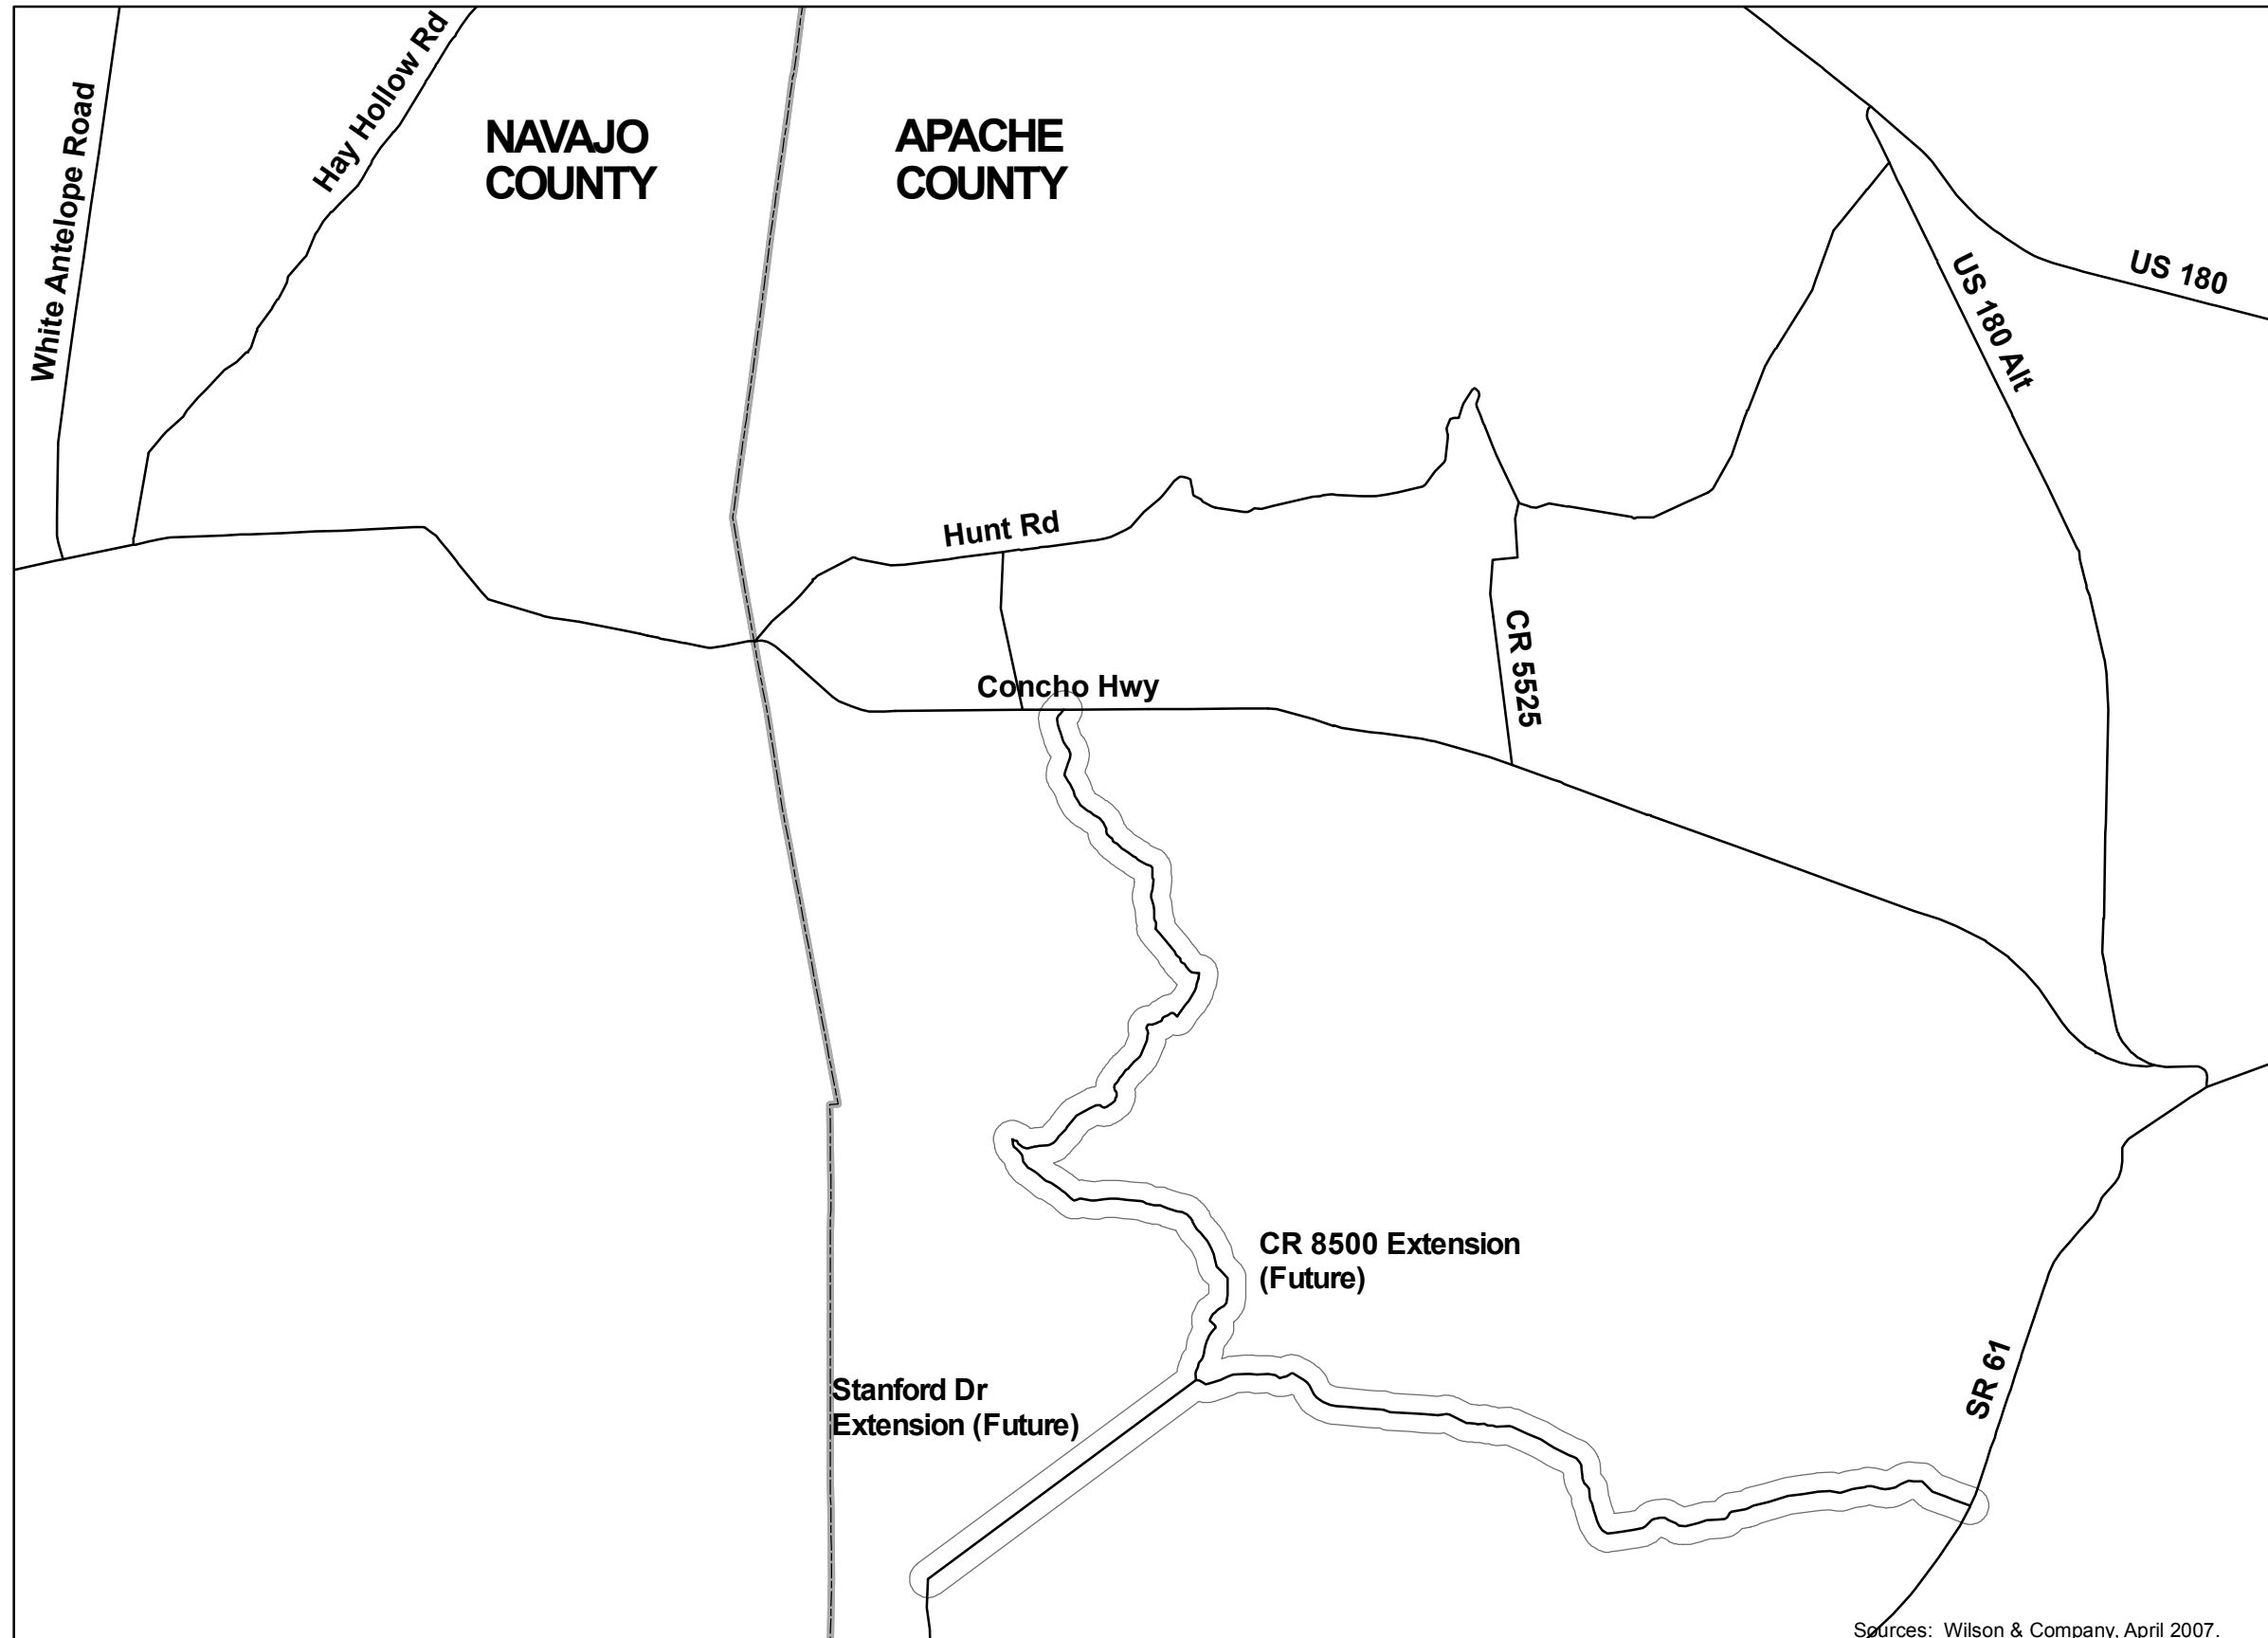 White Antelope Road
Hay Hollow Rd
NAVAJO
COUNTY
APACHE
COUNTY
US 180
US 180 Alt
Hunt Rd
CR 5525
Concho Hwy
CR 8500 Extension
(Future)
Stanford Dr
Extension (Future)
SR 61
Sources: Wilson & Company, April 2007.